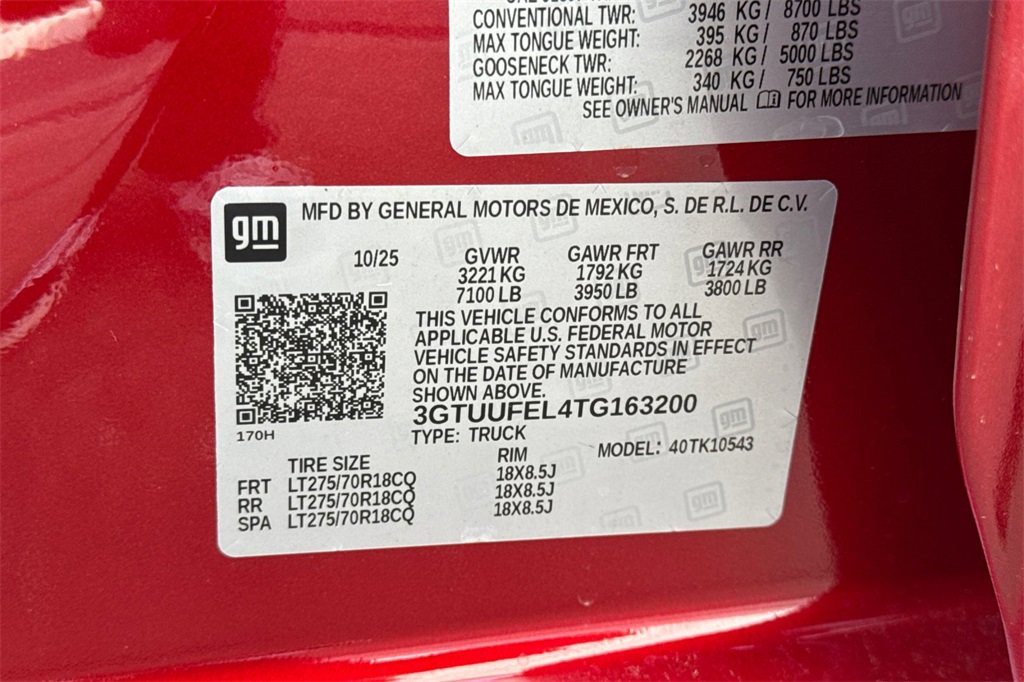 CONVENTIONAL TWR: 3946 KG / 8700 LBS
MAX TONGUE WEIGHT: 395 KG / 870 LBS
GOOSENECK TWR: 2268 KG / 5000 LBS
MAX TONGUE WEIGHT: 340 KG / 750 LBS
SEE OWNER'S MANUAL FOR MORE INFORMATION
gm
MFD BY GENERAL MOTORS DE MEXICO, S. DE R.L. DE C.V.
10/25 GVWR GAWR FRT GAWR RR
3221 KG 1792 KG 1724 KG
7100 LB 3950 LB 3800 LB
THIS VEHICLE CONFORMS TO ALL
APPLICABLE U.S. FEDERAL MOTOR
VEHICLE SAFETY STANDARDS IN EFFECT
ON THE DATE OF MANUFACTURE
SHOWN ABOVE.
3GTUUFEL4TG163200
170H
TYPE: TRUCK MODEL: 40TK10543
TIRE SIZE RIM
FRT LT275/70R18CQ 18X8.5J
RR LT275/70R18CQ 18X8.5J
SPA LT275/70R18CQ 18X8.5J